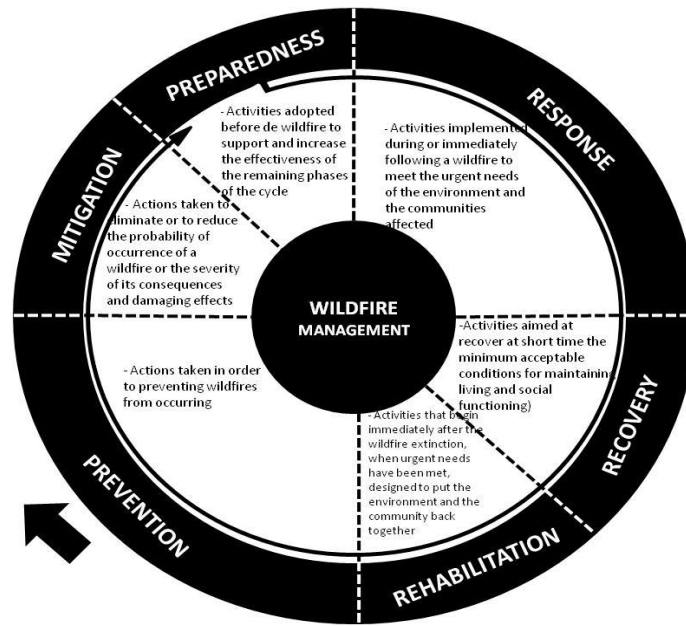 PREPAREDNESS
- Activities adopted
before de wildfire to
support and increase
the effectiveness of
the remaining phases
of the cycle
RESPONSE
- Activities implemented
during or immediately
following a wildfire to
meet the urgent needs
of the environment and
the communities
affected
MITIGATION
- Actions taken to
eliminate or to reduce
the probability of
occurrence of a
wildfire or the severity
of its consequences
and damaging effects
WILDFIRE
MANAGEMENT
-Activities aimed at
recover at short time the
minimum acceptable
conditions for maintaining
living and social
functioning)
RECOVERY
- Actions taken in order
to preventing wildfires
from occurring
PREVENTION
- Activities that begin
immediately after the
wildfire extinction,
when urgent needs
have been met,
designed to put the
environment and the
community back
together
REHABILITATION